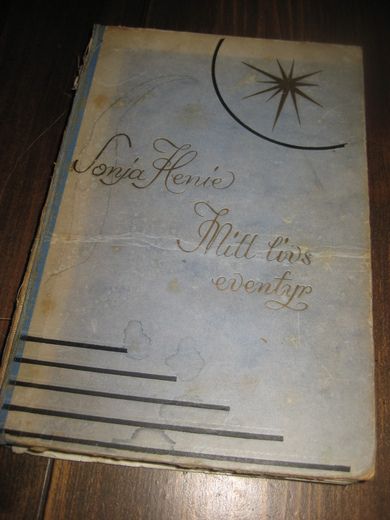 Sonja Henie
Mitt livs
eventyr